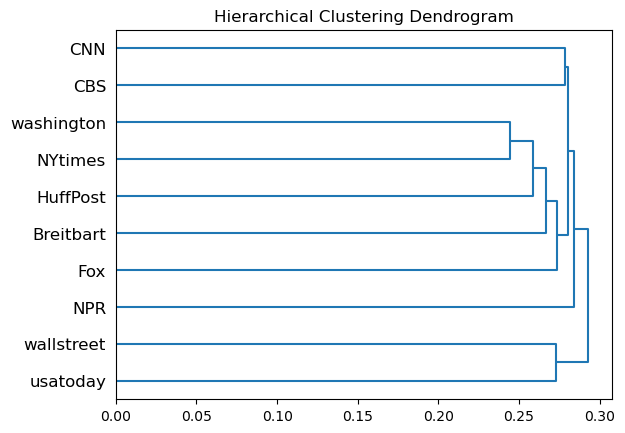 Hierarchical Clustering Dendrogram
CNN
CBS
washington
NYtimes
HuffPost
Breitbart
Fox
NPR
wallstreet
usatoday
0.00 0.05 0.10 0.15 0.20 0.25 0.30